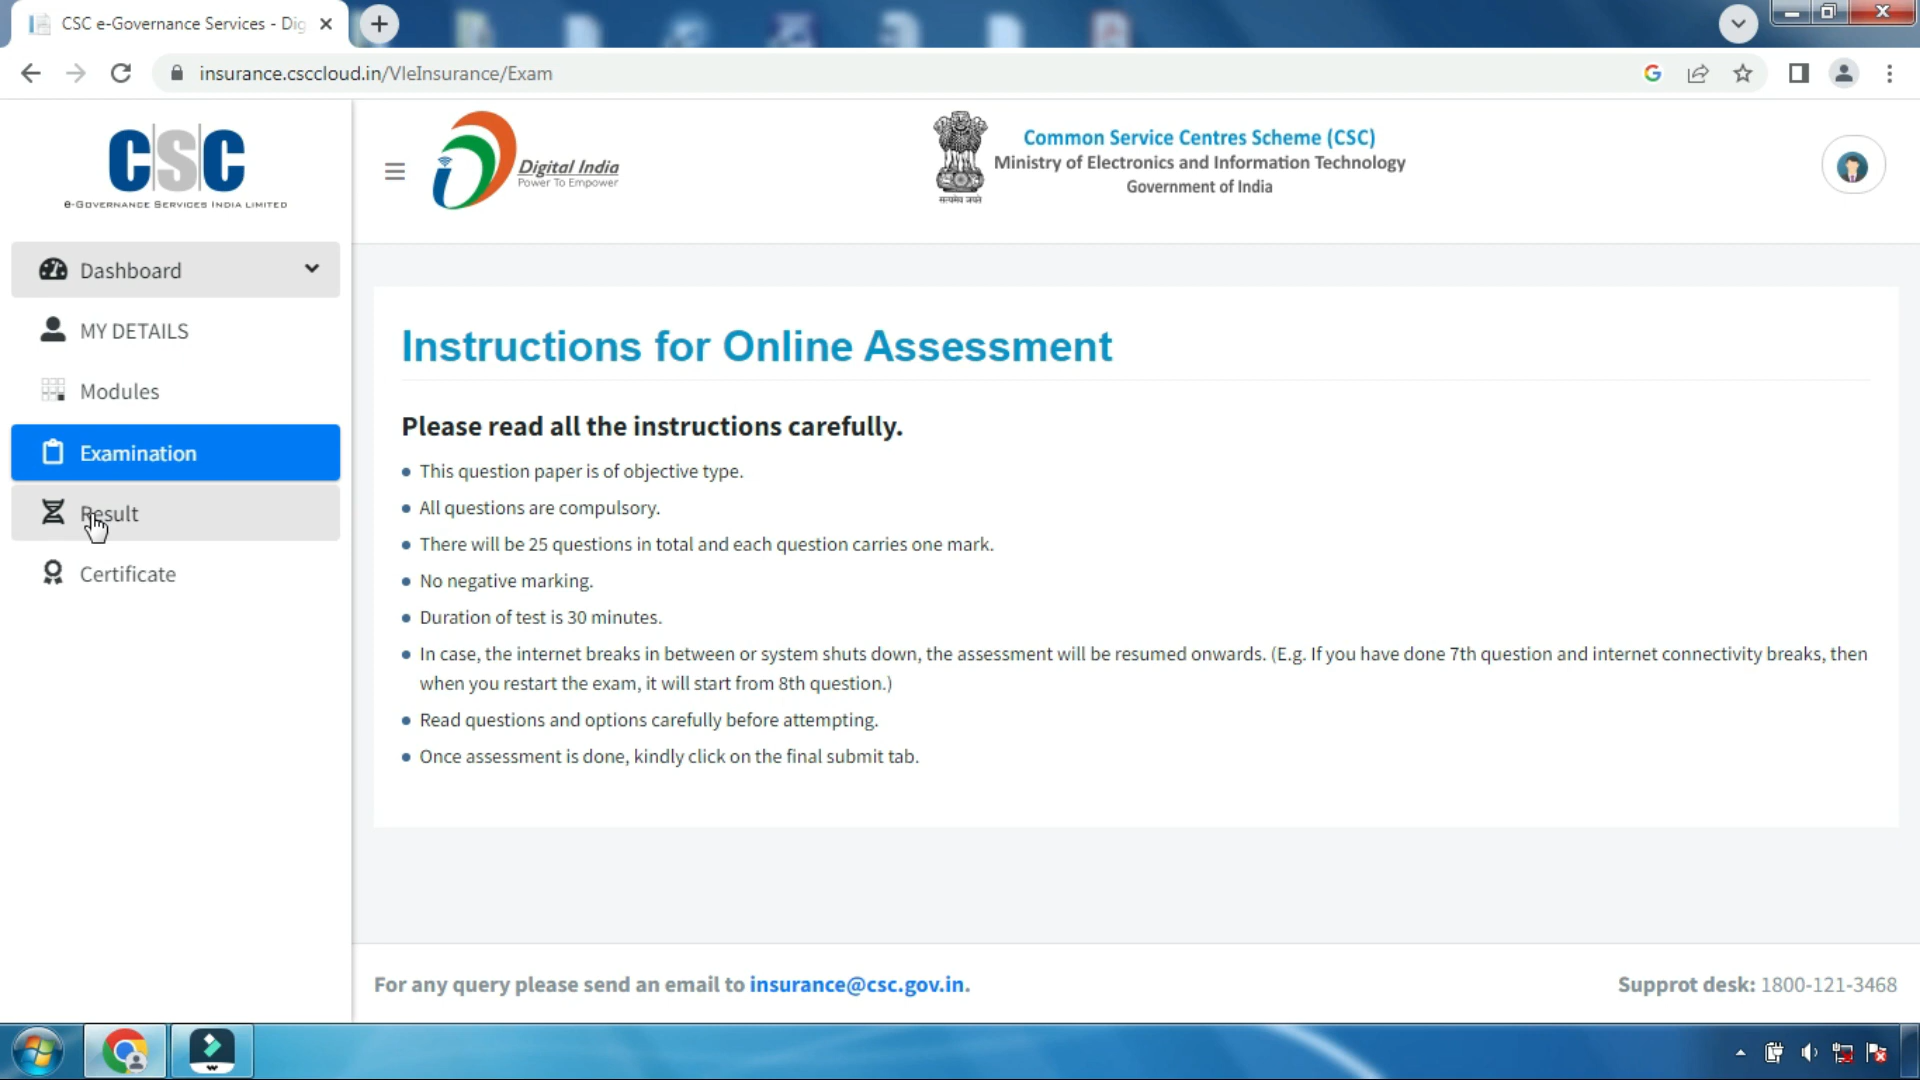 CSC e-Governance Services - Dig
insurance.csccloud.in/VleInsurance/Exam
CSC
e-GOVERNANCE SERVICES INDIA LIMITED
Digital India
Power To Empower
सत्यमेव जयते
Common Service Centres Scheme (CSC)
Ministry of Electronics and Information Technology
Government of India
Dashboard
MY DETAILS
Modules
Examination
Result
Certificate
Instructions for Online Assessment
Please read all the instructions carefully.
This question paper is of objective type.
All questions are compulsory.
There will be 25 questions in total and each question carries one mark.
No negative marking.
Duration of test is 30 minutes.
In case, the internet breaks in between or system shuts down, the assessment will be resumed onwards. (E.g. If you have done 7th question and internet connectivity breaks, then
when you restart the exam, it will start from 8th question.)
Read questions and options carefully before attempting.
Once assessment is done, kindly click on the final submit tab.
For any query please send an email to insurance@csc.gov.in.
Supprot desk: 1800-121-3468